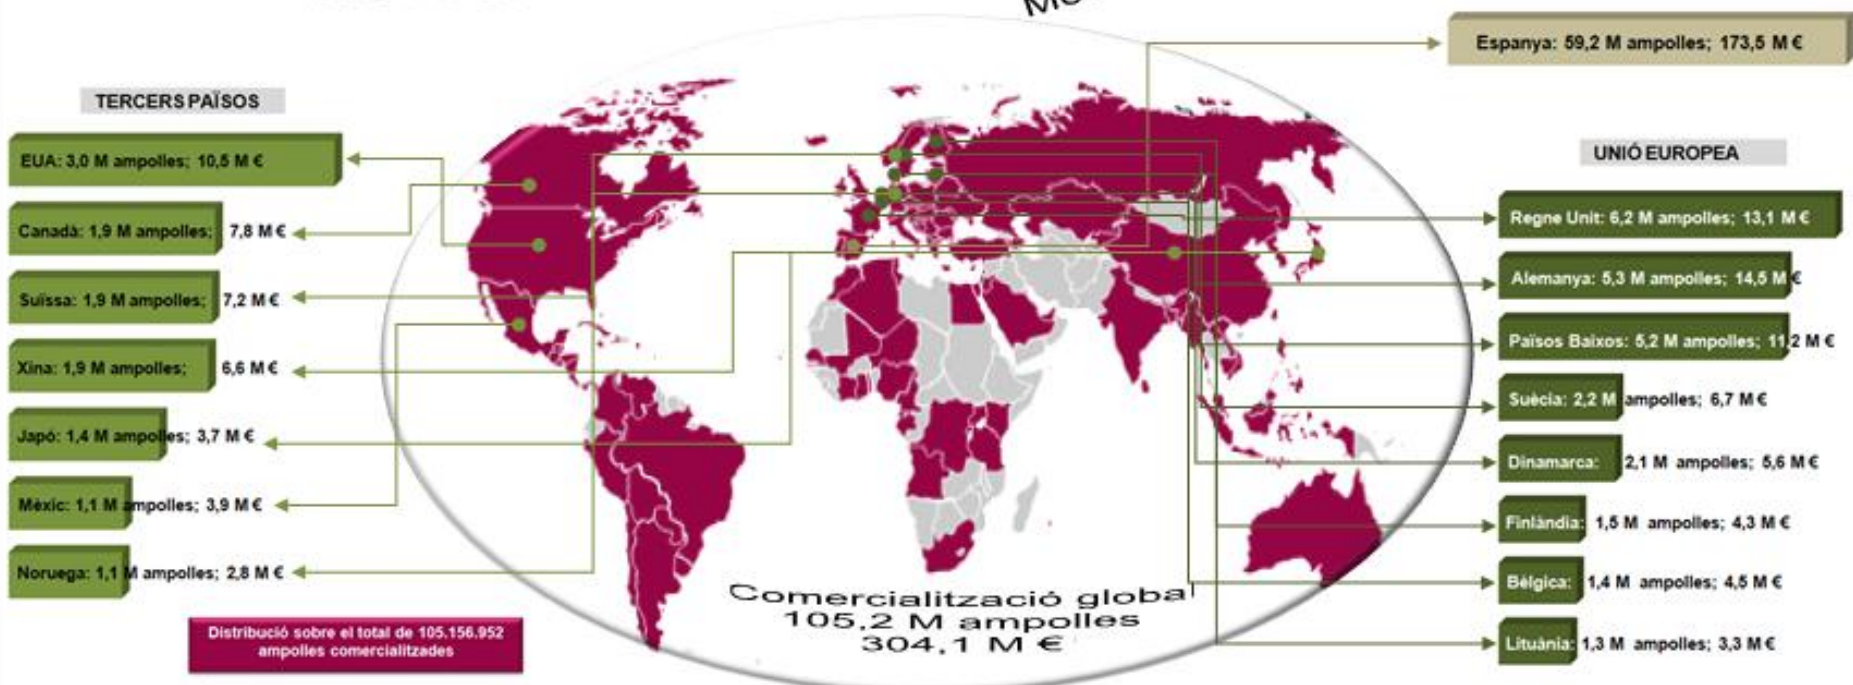 Espanya: 59,2 M ampolles; 173,5 M €
TERCERS PAÏSOS
EUA: 3,0 M ampolles; 10,5 M €
Canadà: 1,9 M ampolles; 7,8 M €
Suïssa: 1,9 M ampolles; 7,2 M €
Xina: 1,9 M ampolles; 6,6 M €
Japó: 1,4 M ampolles; 3,7 M €
Mèxic: 1,1 M ampolles; 3,9 M €
Noruega: 1,1 M ampolles; 2,8 M €
UNIÓ EUROPEA
Regne Unit: 6,2 M ampolles; 13,1 M €
Alemanya: 5,3 M ampolles; 14,5 M €
Països Baixos: 5,2 M ampolles; 11,2 M €
Suècia: 2,2 M ampolles; 6,7 M €
Dinamarca: 2,1 M ampolles; 5,6 M €
Finlàndia: 1,5 M ampolles; 4,3 M €
Bèlgica: 1,4 M ampolles; 4,5 M €
Lituània: 1,3 M ampolles; 3,3 M €
Comercialització global
105,2 M ampolles
304,1 M €
Distribució sobre el total de 105.156.952
ampolles comercialitzades